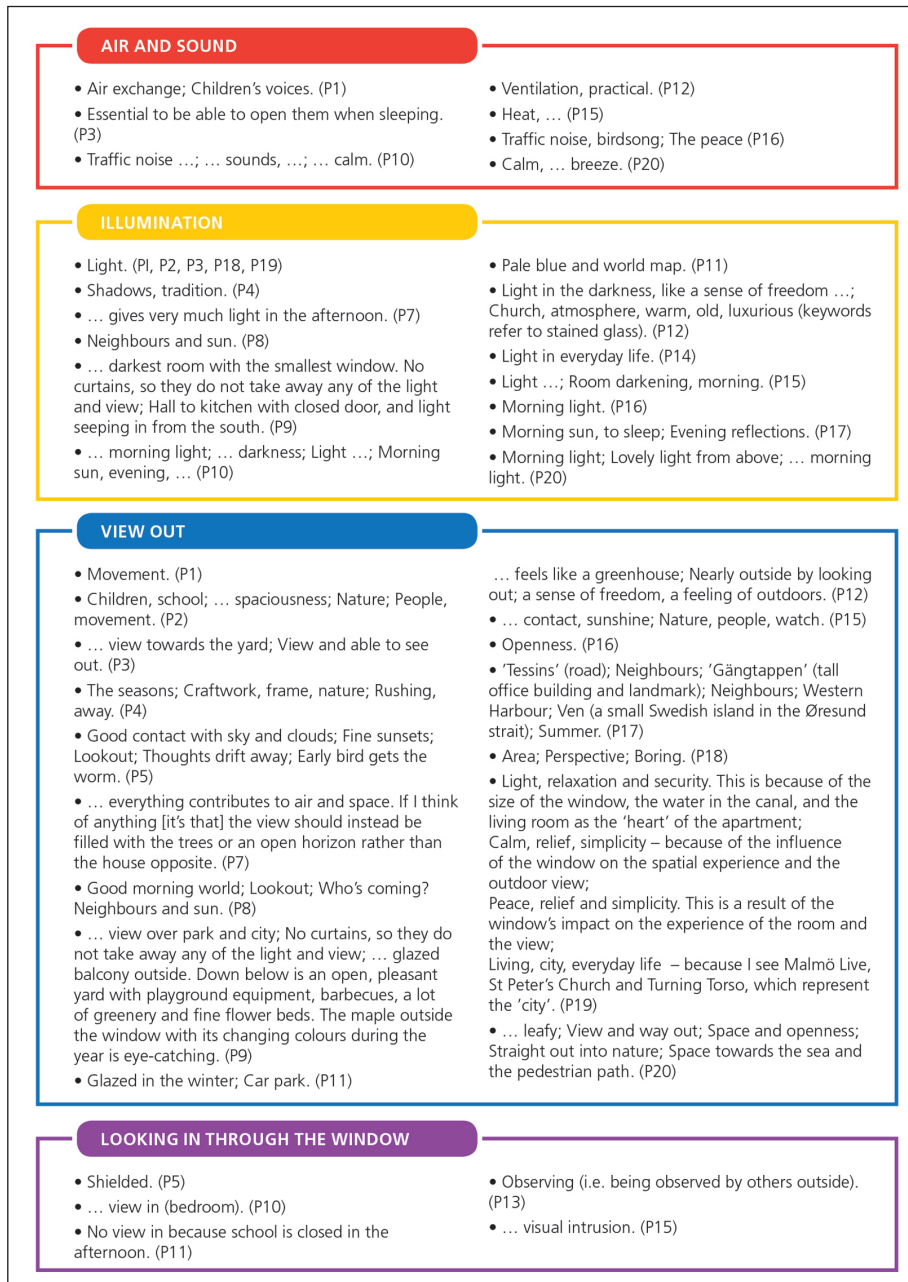 AIR AND SOUND
• Air exchange; Children’s voices. (P1)
• Essential to be able to open them when sleeping.
(P3)
• Traffic noise …; … sounds, …; … calm. (P10)
• Ventilation, practical. (P12)
• Heat, … (P15)
• Traffic noise, birdsong; The peace (P16)
• Calm, … breeze. (P20)
ILLUMINATION
• Light. (PI, P2, P3, P18, P19)
• Shadows, tradition. (P4)
• … gives very much light in the afternoon. (P7)
• Neighbours and sun. (P8)
• … darkest room with the smallest window. No
curtains, so they do not take away any of the light
and view; Hall to kitchen with closed door, and light
seeping in from the south. (P9)
• … morning light; … darkness; Light …; Morning
sun, evening, … (P10)
• Pale blue and world map. (P11)
• Light in the darkness, like a sense of freedom …;
Church, atmosphere, warm, old, luxurious (keywords
refer to stained glass). (P12)
• Light in everyday life. (P14)
• Light …; Room darkening, morning. (P15)
• Morning light. (P16)
• Morning sun, to sleep; Evening reflections. (P17)
• Morning light; Lovely light from above; … morning
light. (P20)
VIEW OUT
• Movement. (P1)
• Children, school; … spaciousness; Nature; People,
movement. (P2)
• … view towards the yard; View and able to see
out. (P3)
• The seasons; Craftwork, frame, nature; Rushing,
away. (P4)
• Good contact with sky and clouds; Fine sunsets;
Lookout; Thoughts drift away; Early bird gets the
worm. (P5)
• … everything contributes to air and space. If I think
of anything [it’s that] the view should instead be
filled with the trees or an open horizon rather than
the house opposite. (P7)
• Good morning world; Lookout; Who’s coming?
Neighbours and sun. (P8)
• … view over park and city; No curtains, so they do
not take away any of the light and view; … glazed
balcony outside. Down below is an open, pleasant
yard with playground equipment, barbecues, a lot
of greenery and fine flower beds. The maple outside
the window with its changing colours during the
year is eye-catching. (P9)
• Glazed in the winter; Car park. (P11)
… feels like a greenhouse; Nearly outside by looking
out; a sense of freedom, a feeling of outdoors. (P12)
• … contact, sunshine; Nature, people, watch. (P15)
• Openness. (P16)
• ’Tessins’ (road); Neighbours; ’Gängtappen’ (tall
office building and landmark); Neighbours; Western
Harbour; Ven (a small Swedish island in the Øresund
strait); Summer. (P17)
• Area; Perspective; Boring. (P18)
• Light, relaxation and security. This is because of the
size of the window, the water in the canal, and the
living room as the ‘heart’ of the apartment;
Calm, relief, simplicity – because of the influence
of the window on the spatial experience and the
outdoor view;
Peace, relief and simplicity. This is a result of the
window’s impact on the experience of the room and
the view;
Living, city, everyday life – because I see Malmö Live,
St Peter’s Church and Turning Torso, which represent
the ‘city’. (P19)
• … leafy; View and way out; Space and openness;
Straight out into nature; Space towards the sea and
the pedestrian path. (P20)
LOOKING IN THROUGH THE WINDOW
• Shielded. (P5)
• … view in (bedroom). (P10)
• No view in because school is closed in the
afternoon. (P11)
• Observing (i.e. being observed by others outside).
(P13)
• … visual intrusion. (P15)